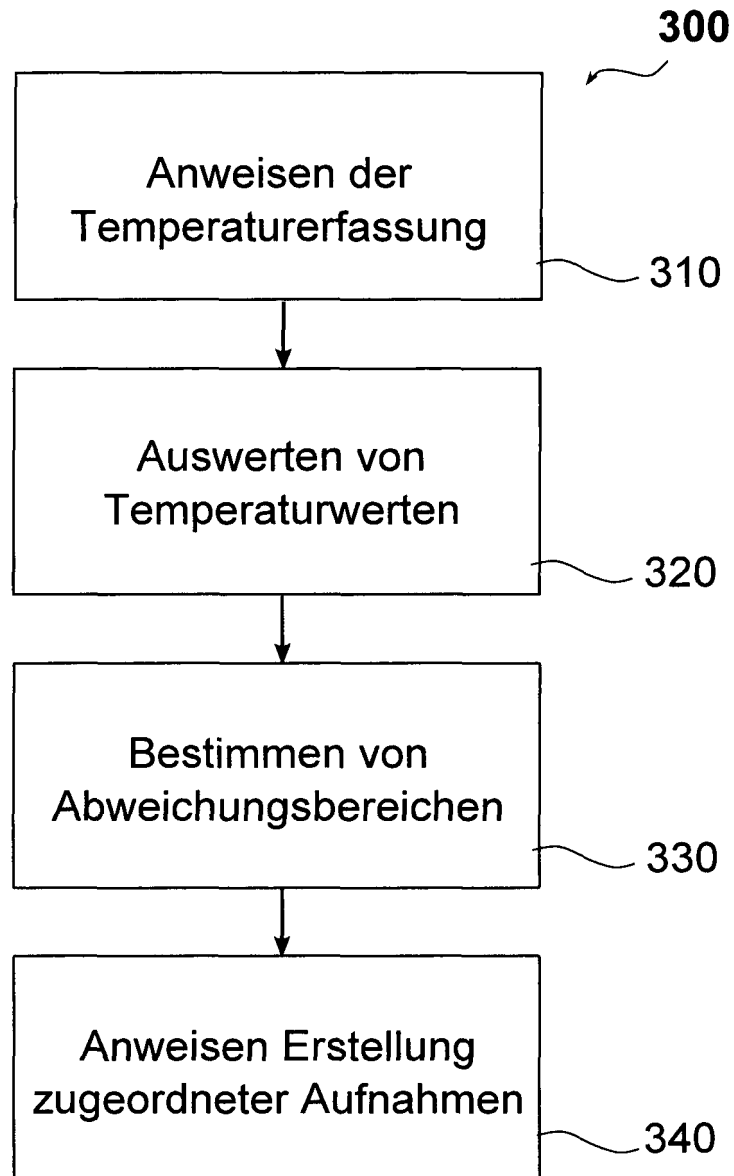 300
Anweisen der
Temperaturerfassung
310
Auswerten von
Temperaturwerten
320
Bestimmen von
Abweichungsbereichen
330
Anweisen Erstellung
zugeordneter Aufnahmen
340